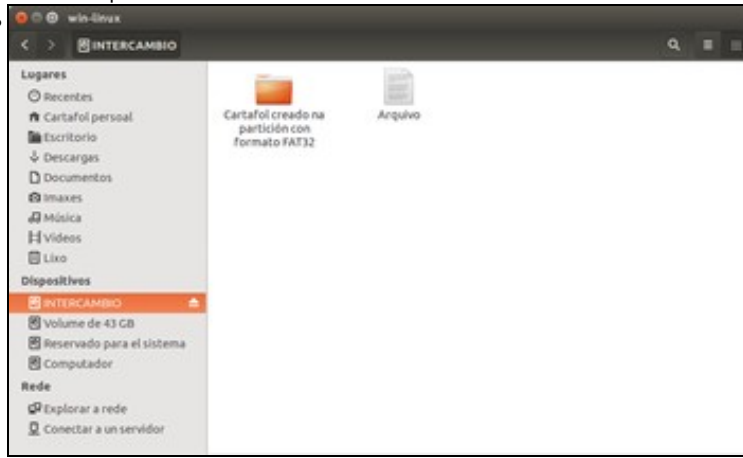 win-linux
INTERCAMBIO
Lugares
Recentes
Cartafol persoal
Escritorio
Descargas
Documentos
Imaxes
Música
Vídeos
Lixo
Dispositivos
INTERCAMBIO
Volume de 43 GB
Reservado para el sistema
Computador
Rede
Explorar a rede
Conectar a un servidor
Cartafol creado na
partición con
formato FAT32
Arquivo